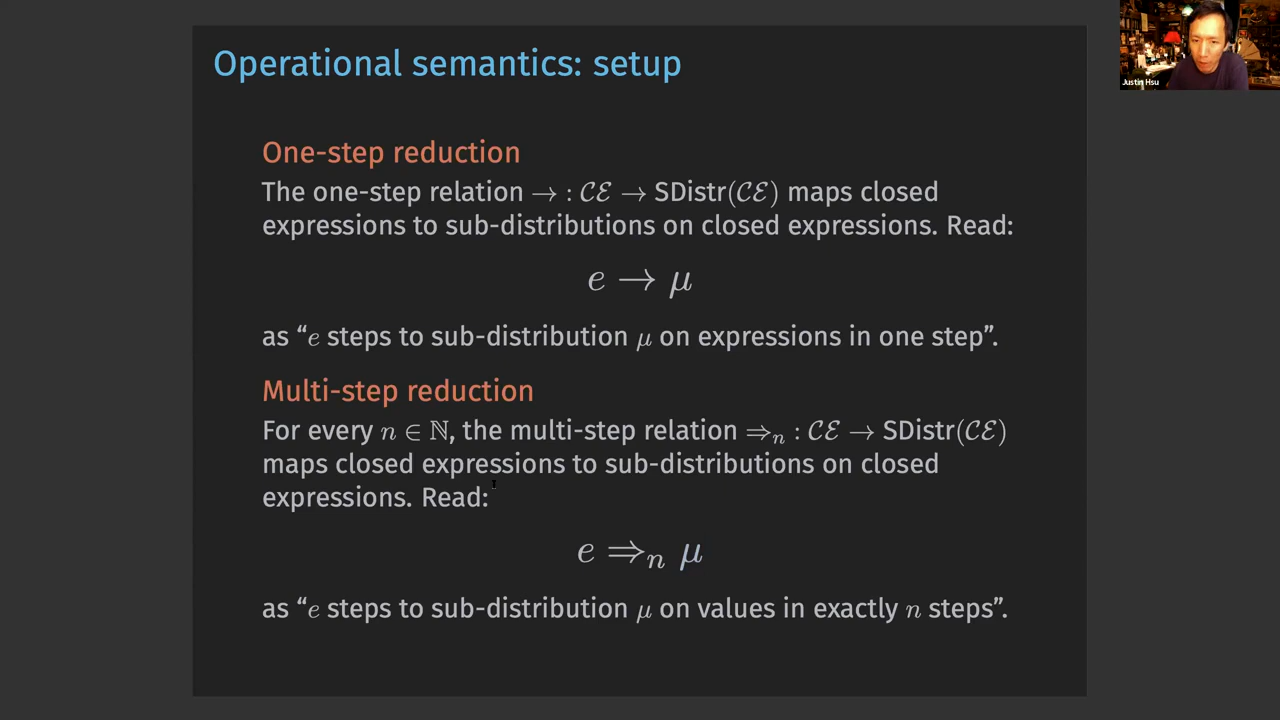 Operational semantics: setup
Justin Hsu
One-step reduction
The one-step relation → : 𝒞ℰ → SDistr(𝒞ℰ) maps closed
expressions to sub-distributions on closed expressions. Read:
e → μ
as “e steps to sub-distribution μ on expressions in one step”.
Multi-step reduction
For every n ∈ ℕ, the multi-step relation ⇒ₙ : 𝒞ℰ → SDistr(𝒞ℰ)
maps closed expressions to sub-distributions on closed
expressions. Read:
e ⇒ₙ μ
as “e steps to sub-distribution μ on values in exactly n steps”.